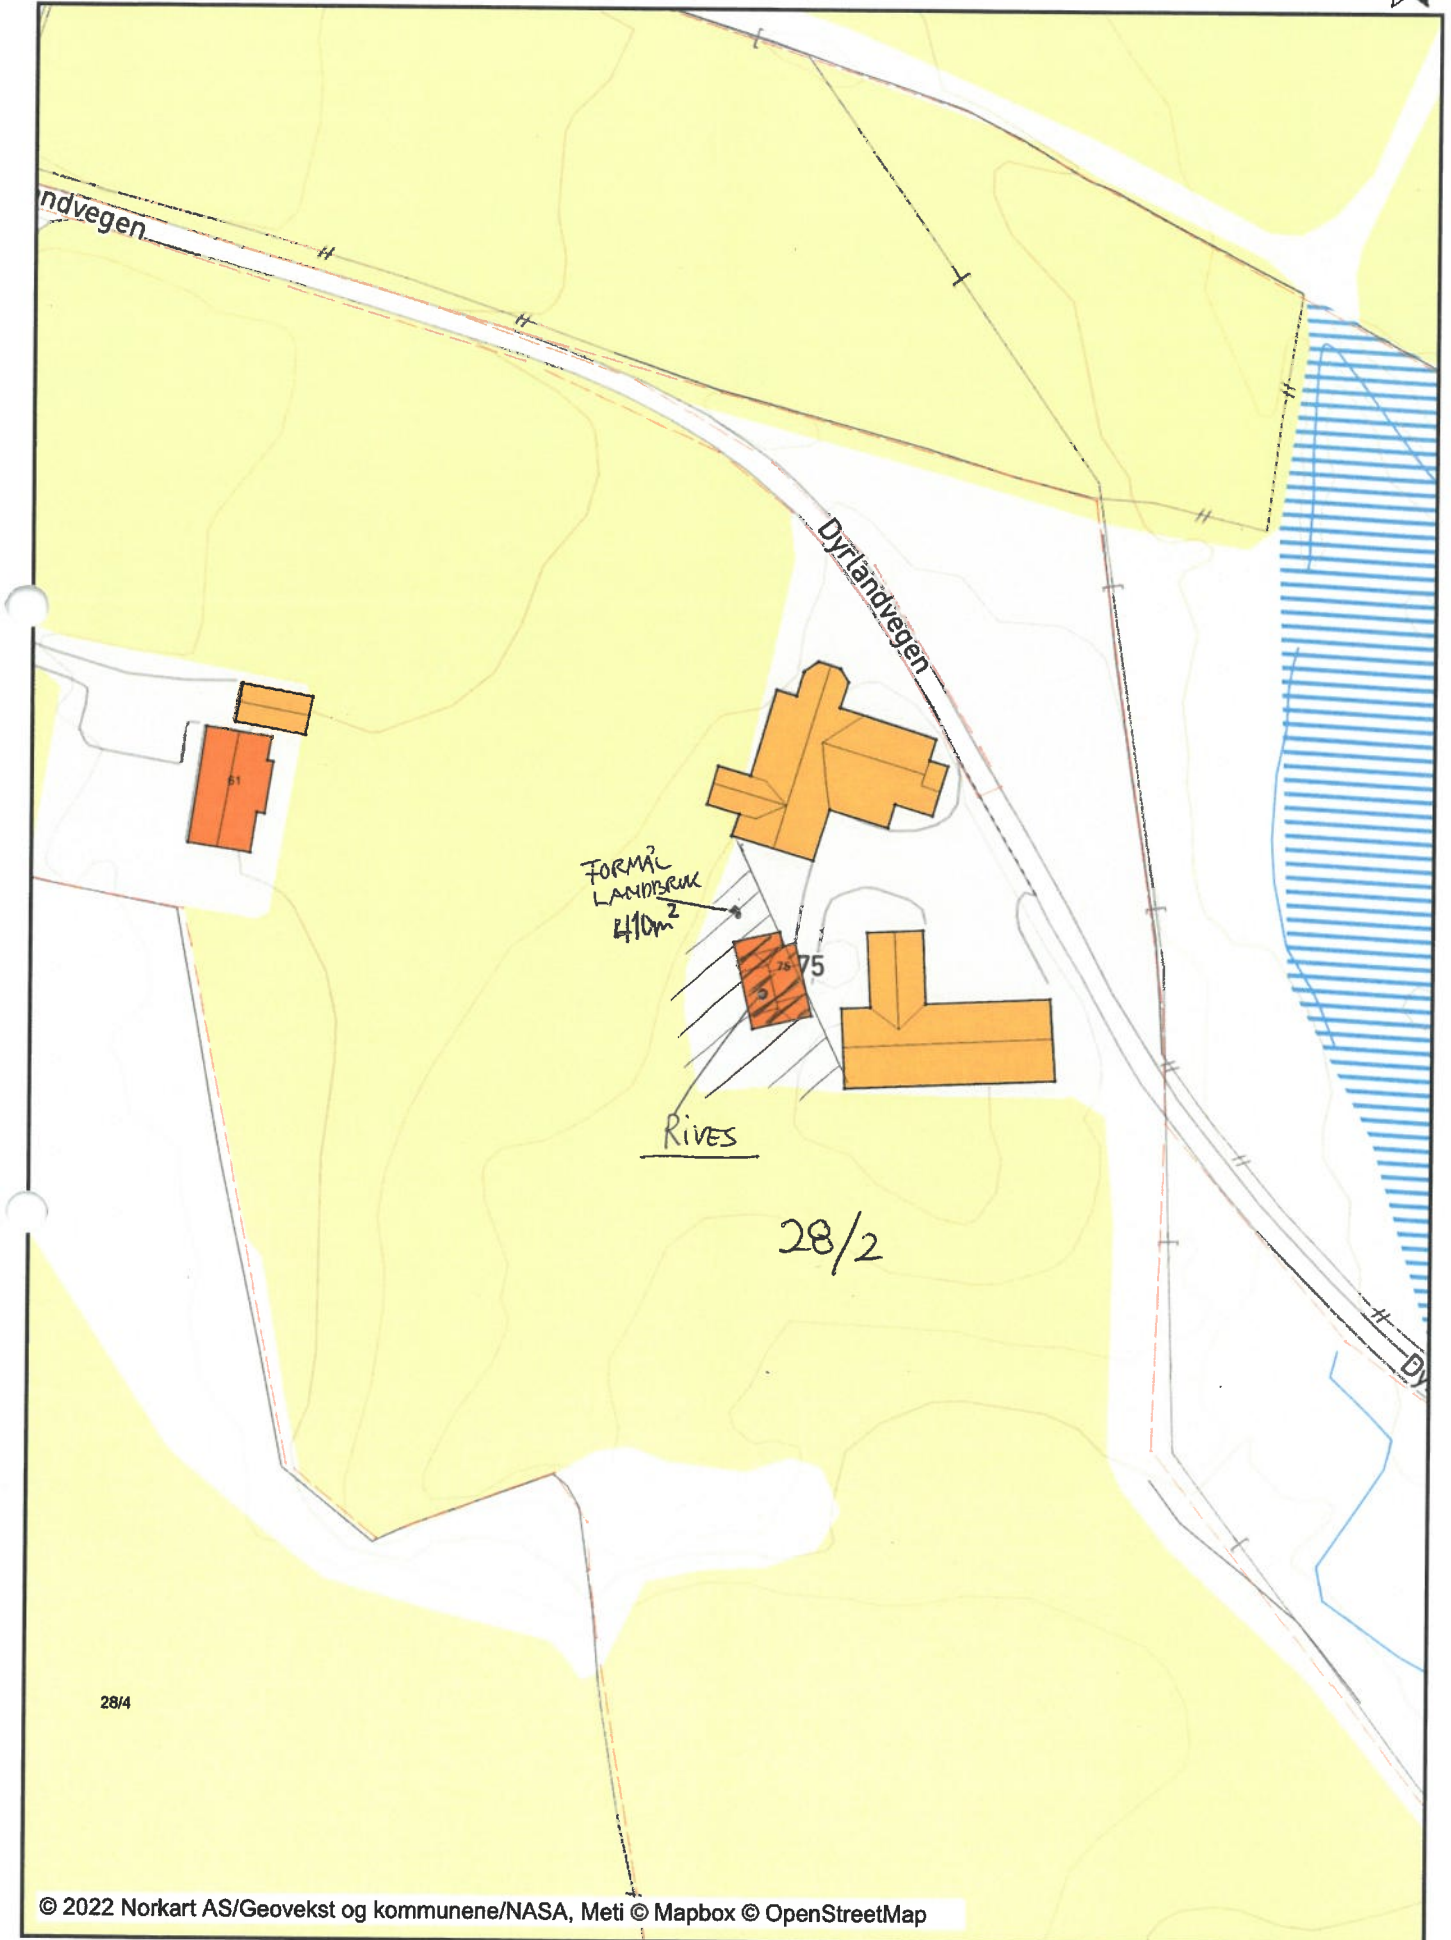 ndvegen
Dyrlandvegen
61
FORMÅL
LANDBRUK
410m²
75
75
RIVES
28/2
Dy
28/4
© 2022 Norkart AS/Geovekst og kommunene/NASA, Meti © Mapbox © OpenStreetMap